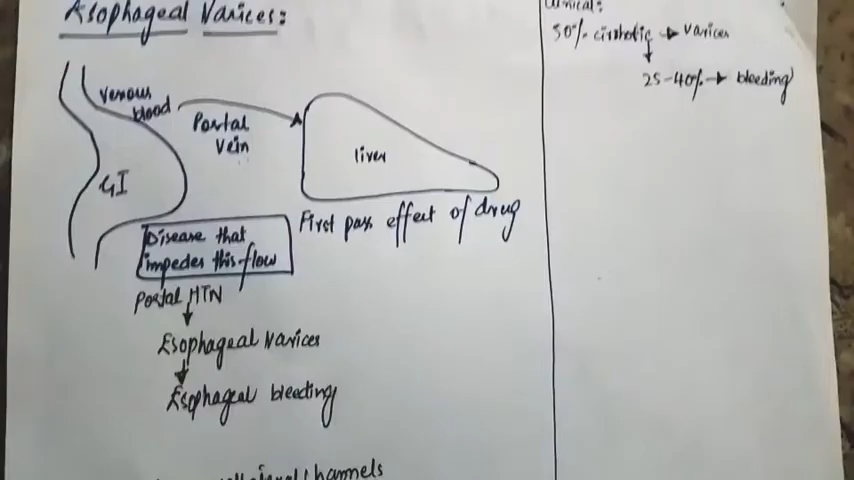 Esophageal Varices:
venous
blood
Portal
vein
liver
GI
First pass effect of drug
Disease that
impedes this flow
Portal HTN
Esophageal Varices
Esophageal bleeding
channels
Clinical:
50% cirrhotic → varices
25-40% → bleeding